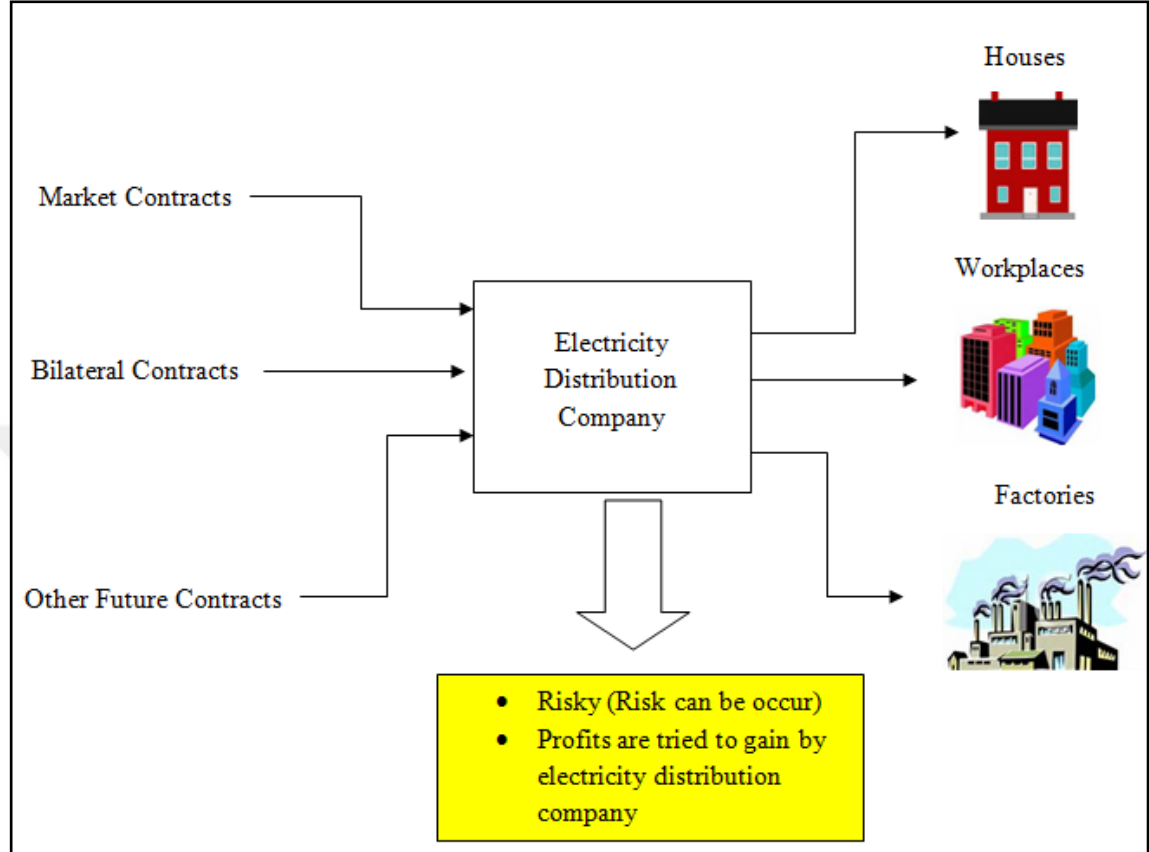 Houses
Market Contracts
Workplaces
Bilateral Contracts
Electricity
Distribution
Company
Factories
Other Future Contracts
• Risky (Risk can be occur)
• Profits are tried to gain by
electricity distribution
company